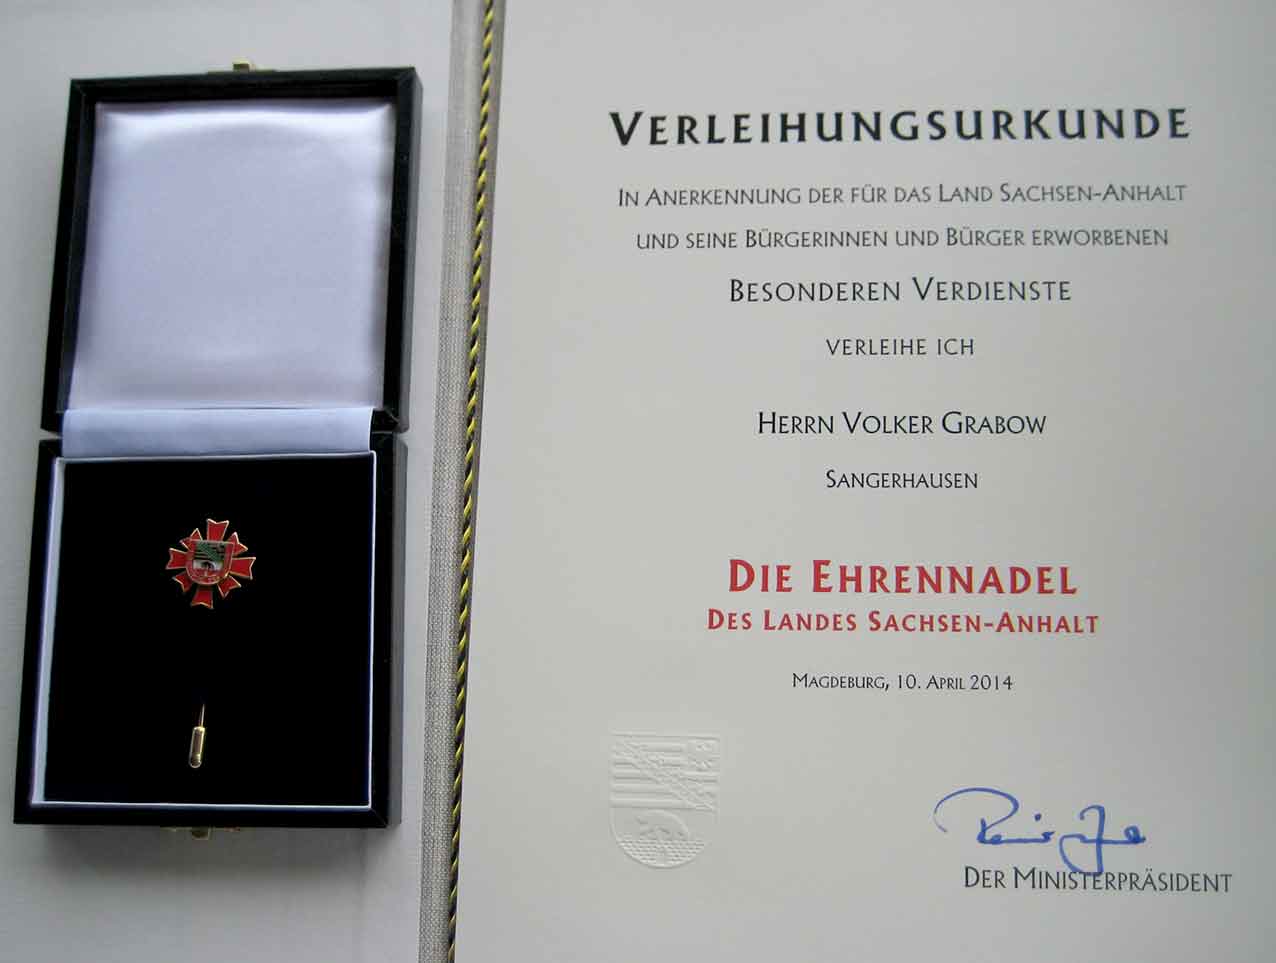 VERLEIHUNGSURKUNDE
IN ANERKENNUNG DER FÜR DAS LAND SACHSEN-ANHALT
UND SEINE BÜRGERINNEN UND BÜRGER ERWORBENEN
BESONDEREN VERDIENSTE
VERLEIHE ICH
HERRN VOLKER GRABOW
SANGERHAUSEN
DIE EHRENNADEL
DES LANDES SACHSEN-ANHALT
MAGDEBURG, 10. APRIL 2014
DER MINISTERPRÄSIDENT